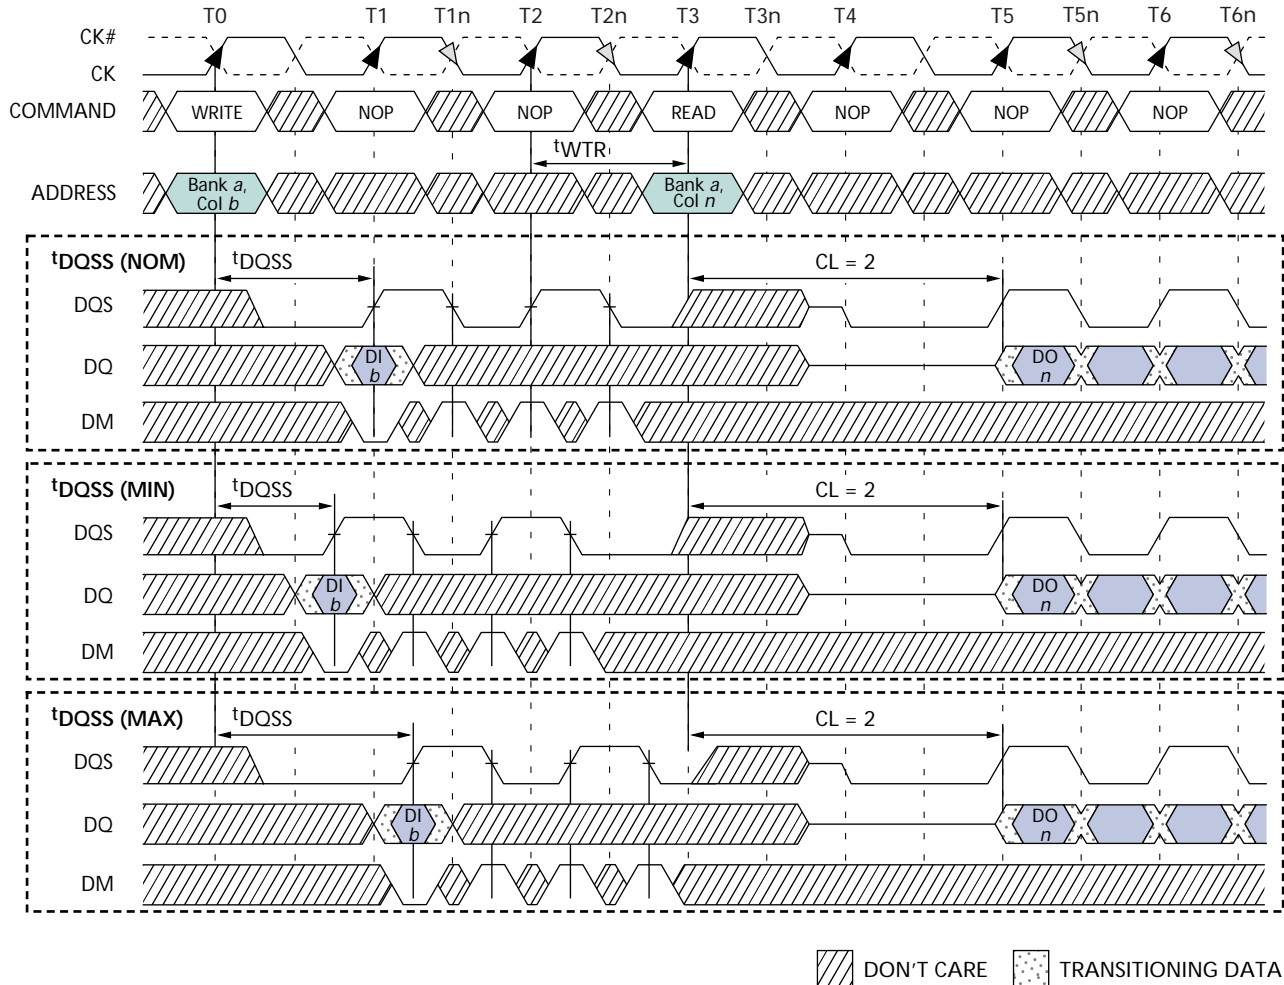 T0 T1 T1n T2 T2n T3 T3n T4 T5 T5n T6 T6n
CK#
CK
COMMAND WRITE NOP NOP READ NOP NOP NOP
tWTR
ADDRESS Bank a, Col b Bank a, Col n
tDQSS (NOM) tDQSS CL = 2
DQS
DQ DI b DO n
DM
tDQSS (MIN) tDQSS CL = 2
DQS
DQ DI b DO n
DM
tDQSS (MAX) tDQSS CL = 2
DQS
DQ DI b DO n
DM
DON'T CARE TRANSITIONING DATA